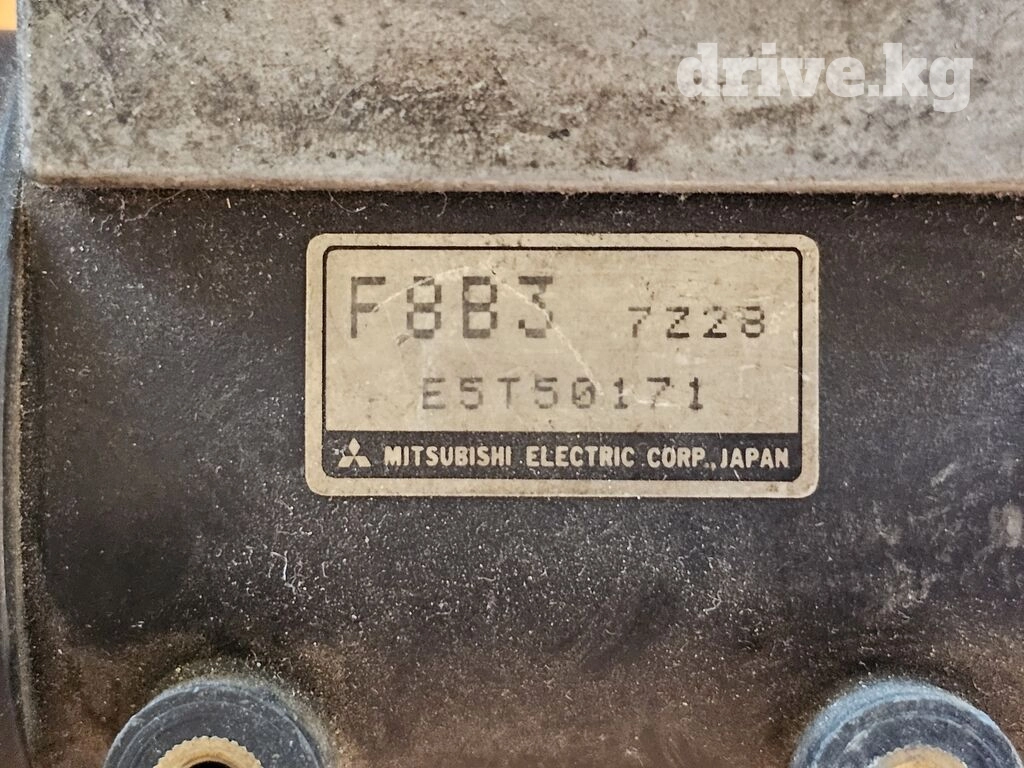 drive.kg
F8B3 7Z28
E5T50171
MITSUBISHI ELECTRIC CORP., JAPAN